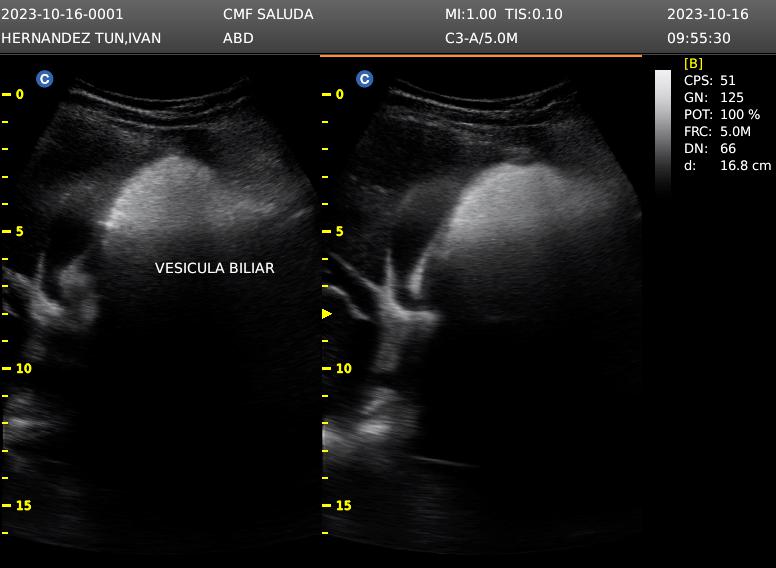 2023-10-16-0001 CMF SALUDA MI:1.00 TIS:0.10 2023-10-16
HERNANDEZ TUN,IVAN ABD C3-A/5.0M 09:55:30
C C
[B]
CPS: 51
GN: 125
POT: 100 %
FRC: 5.0M
DN: 66
d: 16.8 cm
0 0
5 5
VESICULA BILIAR
10 10
15 15